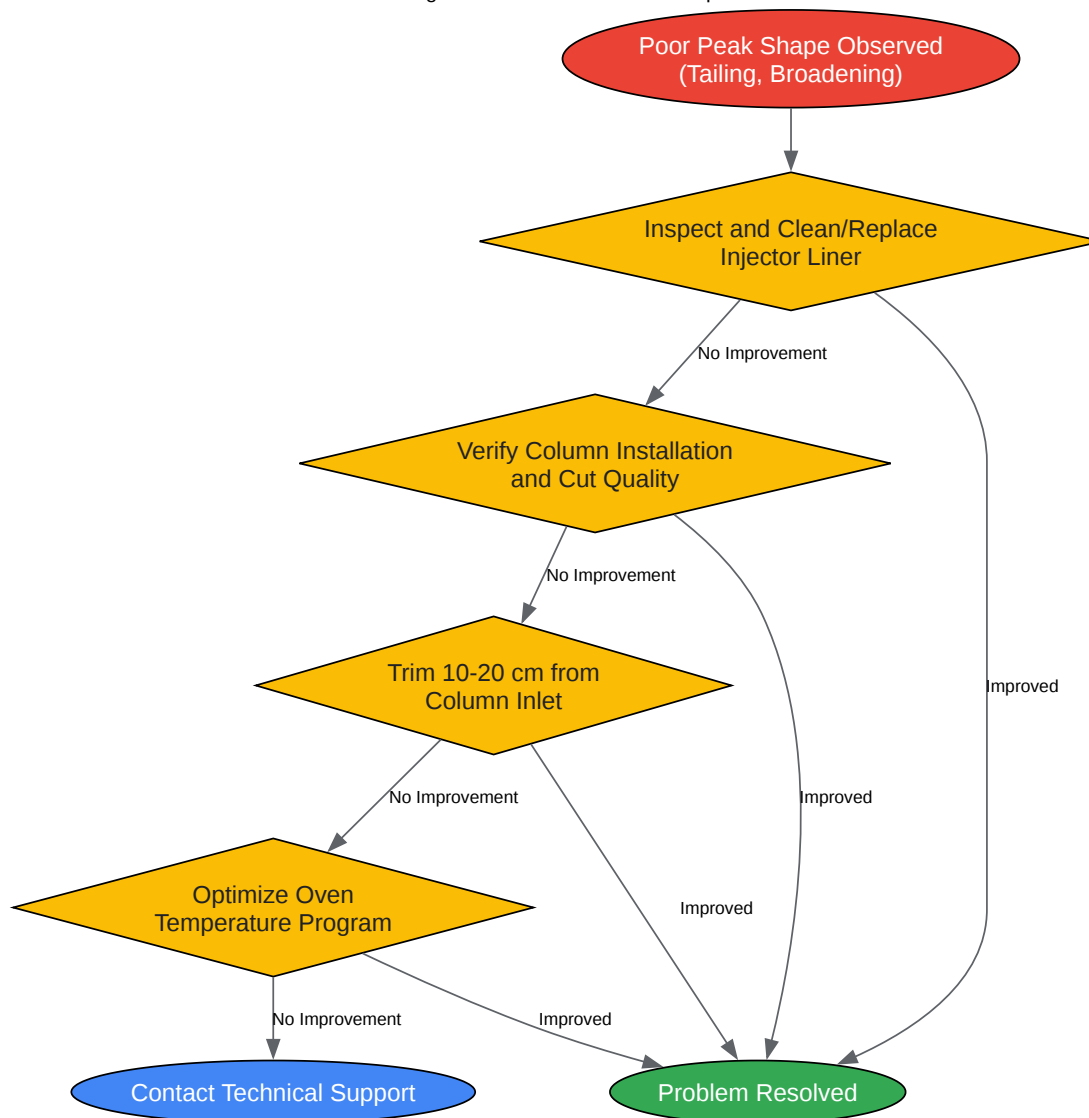 Poor Peak Shape Observed
(Tailing, Broadening)
Inspect and Clean/Replace
Injector Liner
No Improvement
Verify Column Installation
and Cut Quality
No Improvement
Trim 10-20 cm from
Column Inlet
Improved
No Improvement
Improved
Optimize Oven
Temperature Program
Improved
No Improvement
Improved
Contact Technical Support
Problem Resolved